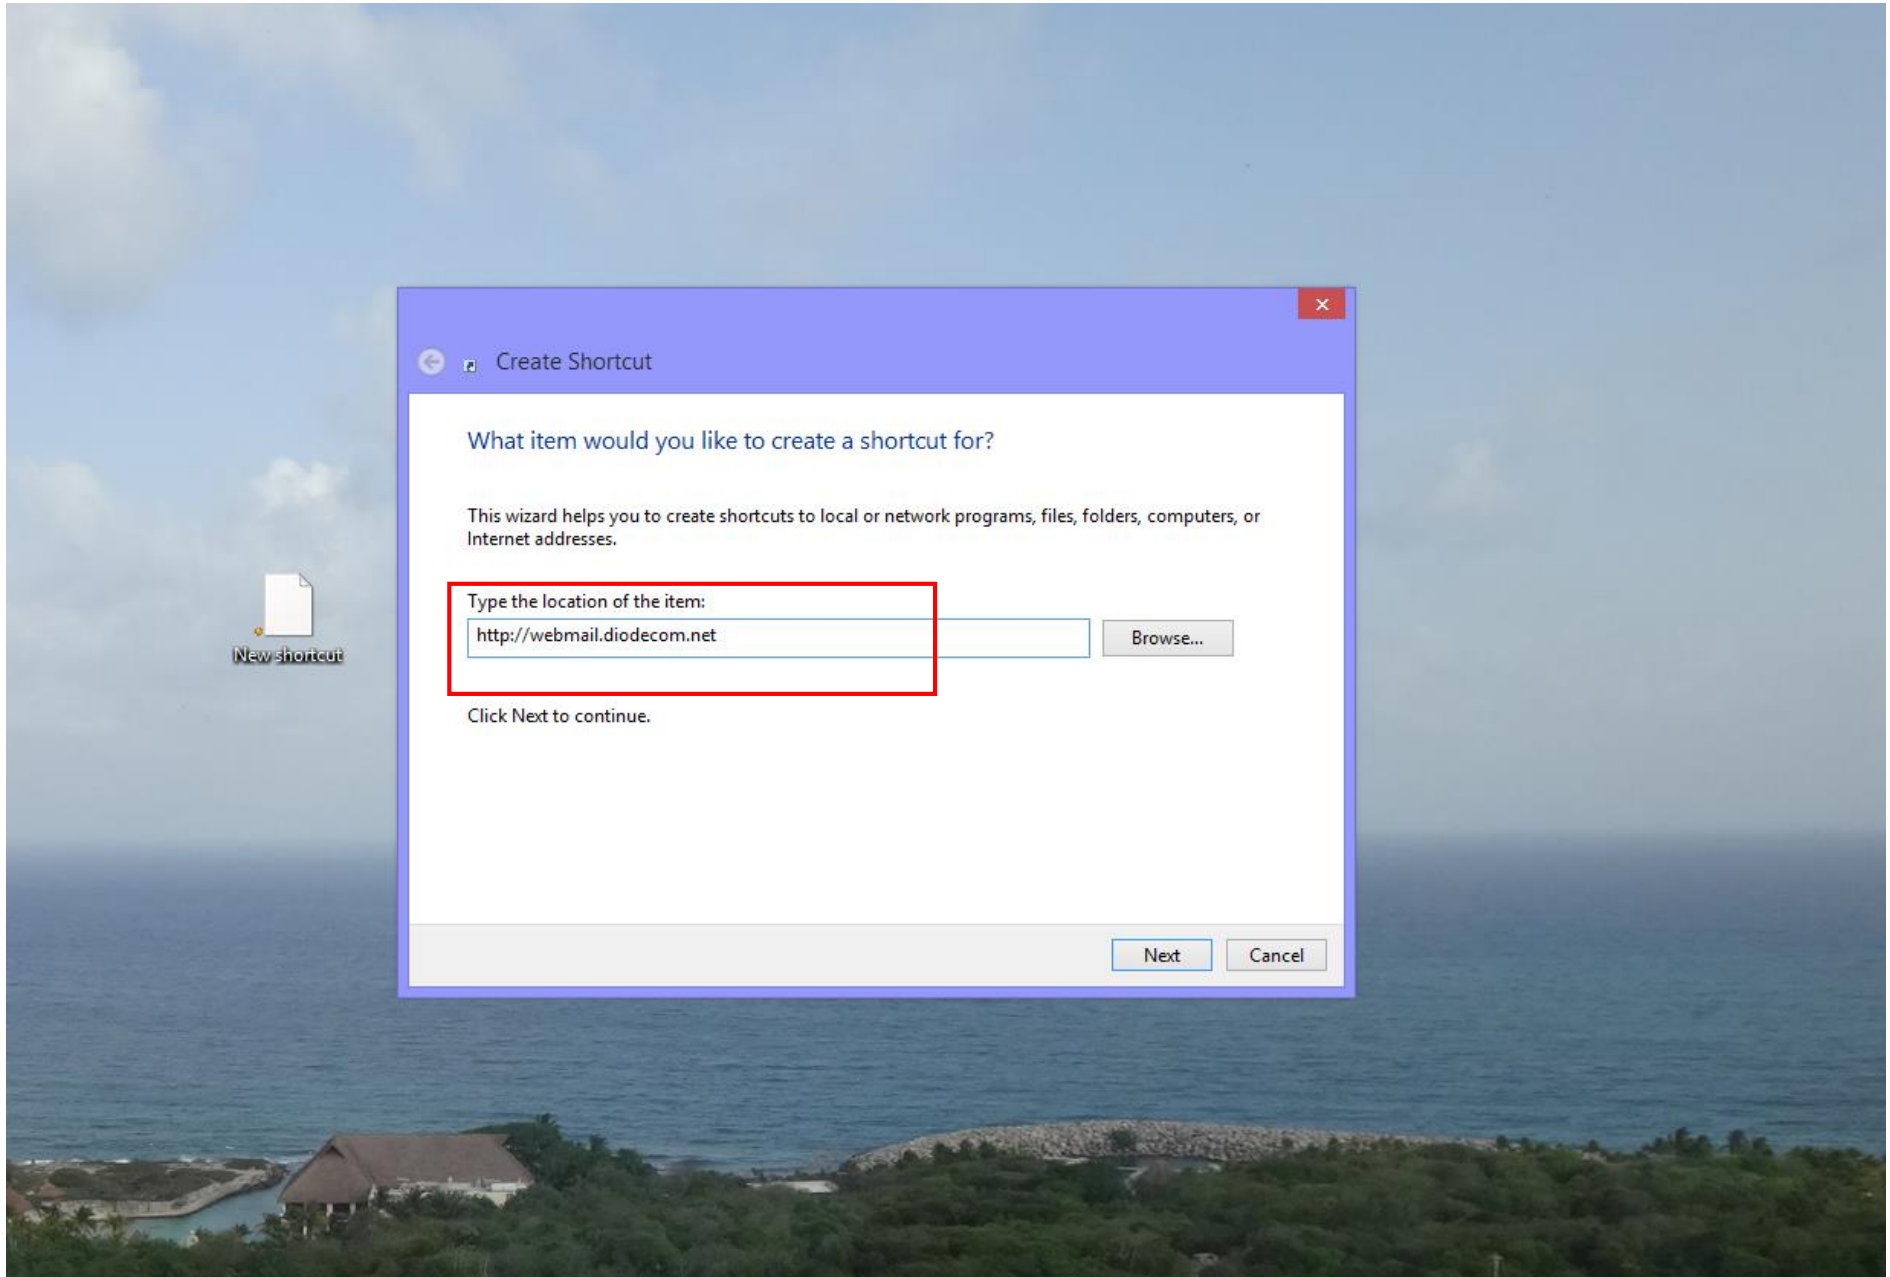 Create Shortcut
What item would you like to create a shortcut for?
This wizard helps you to create shortcuts to local or network programs, files, folders, computers, or
Internet addresses.
Type the location of the item:
http://webmail.diodecom.net
Browse...
New shortcut
Click Next to continue.
Next
Cancel